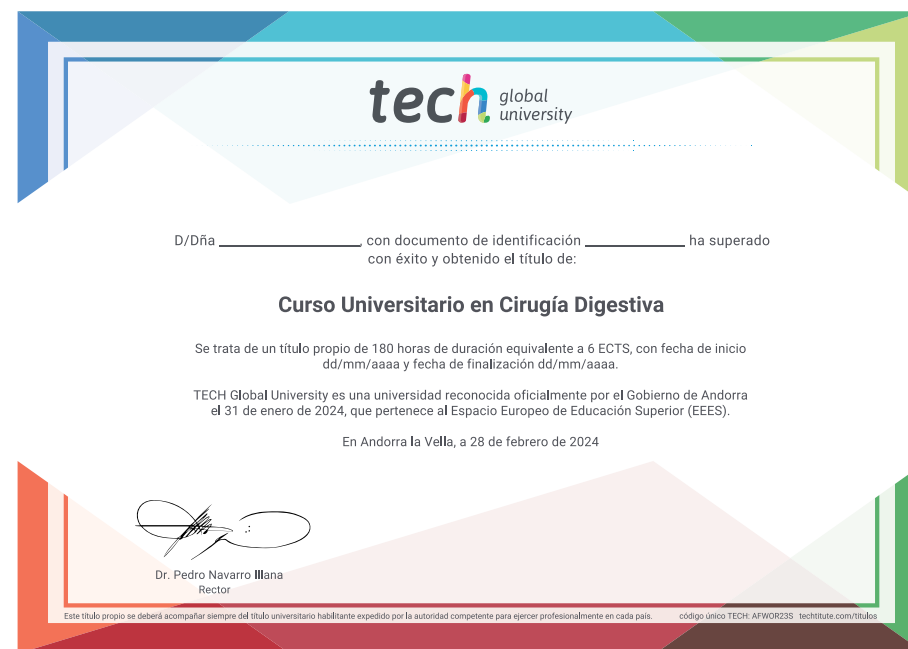 tech global university
D/Dña ______________, con documento de identificación __________ ha superado
con éxito y obtenido el título de:
Curso Universitario en Cirugía Digestiva
Se trata de un título propio de 180 horas de duración equivalente a 6 ECTS, con fecha de inicio
dd/mm/aaaa y fecha de finalización dd/mm/aaaa.
TECH Global University es una universidad reconocida oficialmente por el Gobierno de Andorra
el 31 de enero de 2024, que pertenece al Espacio Europeo de Educación Superior (EEES).
En Andorra la Vella, a 28 de febrero de 2024
Dr. Pedro Navarro Illana
Rector
Este título propio se deberá acompañar siempre del título universitario habilitante expedido por la autoridad competente para ejercer profesionalmente en cada país. código único TECH: AFWOR23S techtitute.com/titulos